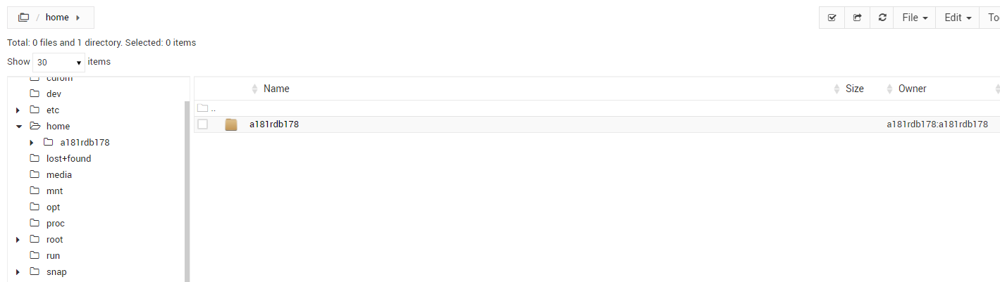 / home
File Edit To
Total: 0 files and 1 directory. Selected: 0 items
Show 30 items
cdrom
dev
etc
home
a181rdb178
lost+found
media
mnt
opt
proc
root
run
snap
Name Size Owner
..
a181rdb178 a181rdb178:a181rdb178